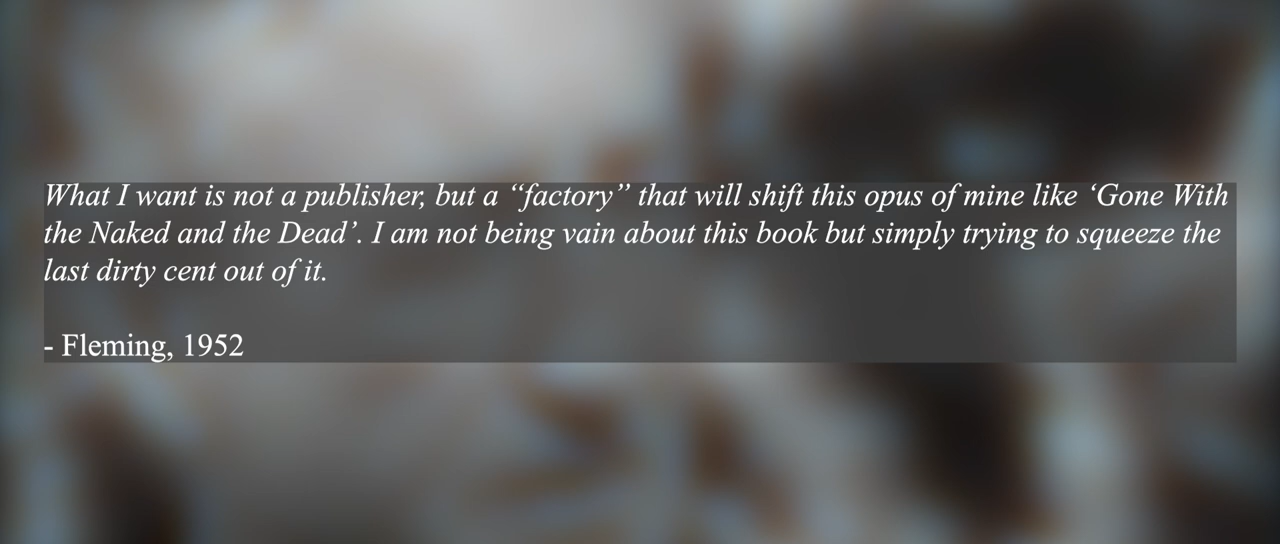 What I want is not a publisher, but a “factory” that will shift this opus of mine like ‘Gone With
the Naked and the Dead’. I am not being vain about this book but simply trying to squeeze the
last dirty cent out of it.
- Fleming, 1952